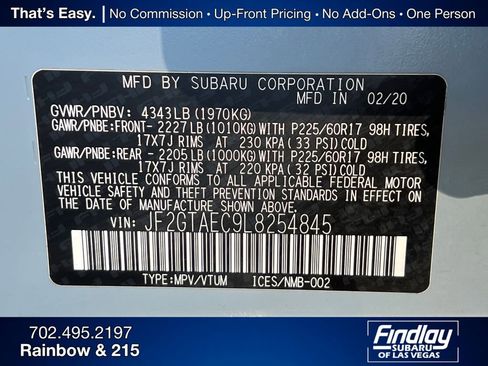 That's Easy. | No Commission • Up-Front Pricing • No Add-Ons • One Person
MFD BY SUBARU CORPORATION
GVWR/PNBV: 4343LB(1970KG) IN 02/20
GAWR/PNBE:FRONT- 2227LB(1010KG)WITH P225/60R17 98H TIRES,
17X7J RIMS AT 230 KPA( 33 PSI)COLD
GAWR/PNBE:REAR - 2205LB(1000KG)WITH P225/60R17 98H TIRES,
17X7J RIMS AT 220 KPA( 32 PSI)COLD
THIS VEHICLE CONFORMS TO ALL APPLICABLE FEDERAL MOTOR
VEHICLE SAFETY AND THEFT PREVENTION STANDARDS IN EFFECT
ON THE DATE OF MANUFACTURE SHOWN ABOVE.
VIN: JF2GTAEC9L8254845
TYPE:MPV/VTUM ICES/NMB-002
702.495.2197
Rainbow & 215
Findlay
SUBARU
OF LAS VEGAS